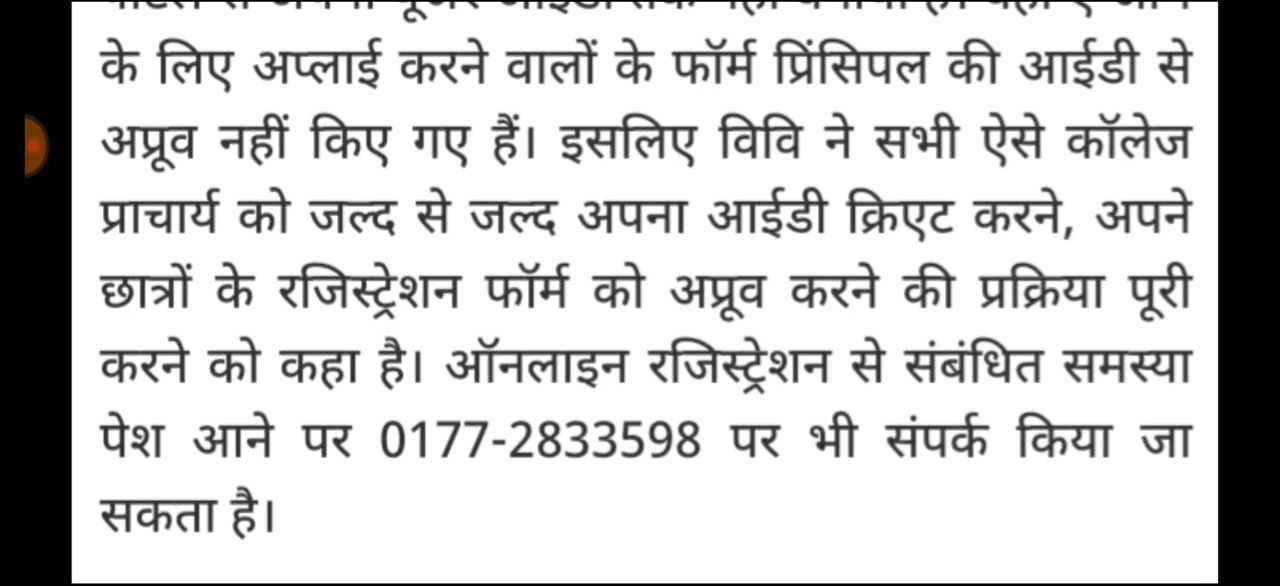 के लिए अप्लाई करने वालों के फॉर्म प्रिंसिपल की आईडी से
अप्रूव नहीं किए गए हैं। इसलिए विवि ने सभी ऐसे कॉलेज
प्राचार्य को जल्द से जल्द अपना आईडी क्रिएट करने, अपने
छात्रों के रजिस्ट्रेशन फॉर्म को अप्रूव करने की प्रक्रिया पूरी
करने को कहा है। ऑनलाइन रजिस्ट्रेशन से संबंधित समस्या
पेश आने पर 0177-2833598 पर भी संपर्क किया जा
सकता है।